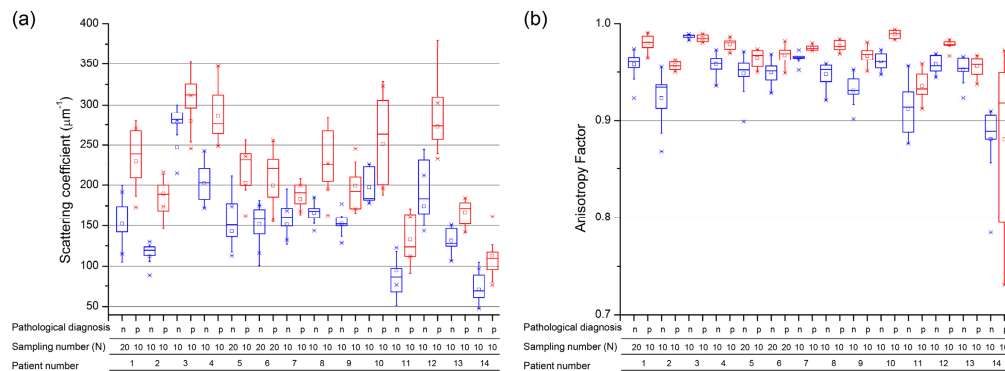 (a)
400
350
300
250
200
150
100
50
Scattering coefficient (μm⁻¹)
Pathological diagnosis n p n p n p n p n p n p n p n p n p n p n p n p n p n p
Sampling number (N) 20 10 10 10 10 10 10 10 20 10 20 20 10 10 10 10 10 10 10 10 10 10 10 10 10 10 10 10
Patient number 1 2 3 4 5 6 7 8 9 10 11 12 13 14
(b)
1.0
0.9
0.8
0.7
Anisotropy Factor
Pathological diagnosis n p n p n p n p n p n p n p n p n p n p n p n p n p n p
Sampling number (N) 20 10 10 10 10 10 10 10 20 10 20 20 10 10 10 10 10 10 10 10 10 10 10 10 10 10 10 10
Patient number 1 2 3 4 5 6 7 8 9 10 11 12 13 14